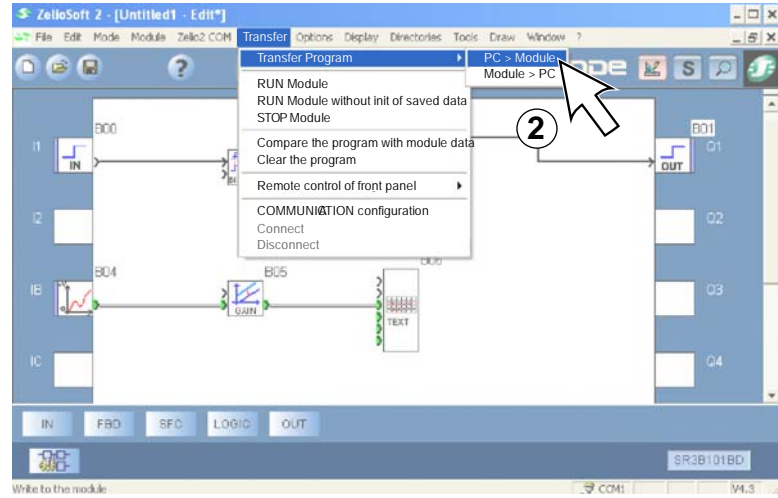 ZelioSoft 2 - [Untitled1 - Edit*]
File Edit Mode Module Zelio2 COM Transfer Options Display Directories Tools Draw Window ?
Transfer Program
PC > Module
Module > PC
RUN Module
RUN Module without init of saved data
STOP Module
2
Compare the program with module data
Clear the program
Remote control of front panel
COMMUNICATION configuration
Connect
Disconnect
?
S
B00
B01
I1
IN
OUT
Q1
I2
Q2
B04
B05
B06
IB
GAIN
TEXT
Q3
IC
Q4
IN FBD SFC LOGIC OUT
SR3B101BD
Write to the module
COM1
V4.3